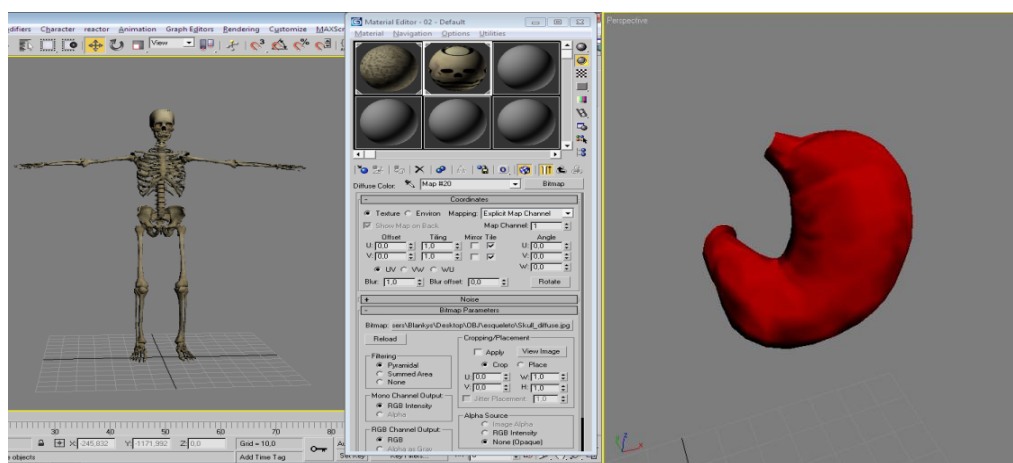 Material Editor - 02 - Default
Perspective
Character reactor Animation Graph Editors Rendering Customize MAXScr
View
Material Navigation Options Utilities
Diffuse Color: Map #20 Bitmap
- Coordinates
Texture Environ Mapping: Explicit Map Channel
Show Map on Back Map Channel: 1
Offset Tiling Mirror Tile Angle
U: 0,0 1,0 U: 0,0
V: 0,0 1,0 V: 0,0
UV VW WU W: 0,0
Blur: 1,0 Blur offset: 0,0 Rotate
+ Noise
- Bitmap Parameters
Bitmap: sers\Blankys\Desktop\OBJ\esqueleto\Skull_diffuse.jpg
Reload
Cropping/Placement
Apply View Image
Crop Place
U: 0,0 W: 1,0
V: 0,0 H: 1,0
Jitter Placement: 1,0
Filtering
Pyramidal
Summed Area
None
Mono Channel Output:
RGB Intensity
Alpha
RGB Channel Output:
RGB
Alpha as Gray
Alpha Source
Image Alpha
RGB Intensity
None (Opaque)
30 40 50 60 70 80
X: -245,832 Y: -1171,992 Z: 0,0 Grid = 10,0
objects Add Time Tag
Set Key Key Filters...
z x